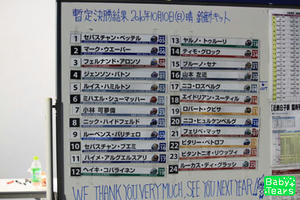 暫定決勝結果 2010年10月10日(日)晴 鈴鹿サーキット
1 セバスチャン・ベッテル
2 マーク・ウエーバー
3 フェルナンド・アロンソ
4 ジェンソン・バトン
5 ルイス・ハミルトン
6 ミハエル・シューマッハー
7 小林 可夢偉
8 ニック・ハイドフェルド
9 ルーベンス・バリチェロ
10 セバスチャン・ブエミ
11 ハイメ・アルグエルスアリ
12 ヘイキ・コバライネン
13 ヤルノ・トゥルーリ
14 ティモ・グロック
15 ブルーノ・セナ
16 山本 左近
17 ニコ・ロズベルグ
18 エイドリアン・スーティル
19 ロバート・クビサ
20 ニコ・ヒュルケンベルグ
21 フェリペ・マッサ
22 ビタリー・ペトロフ
23 ビタントニオ・リウッツィ
24 ルーカス・ディ・グラッシ
WE THANK YOU VERY MUCH, SEE YOU NEXT YEAR
Baby
Tears